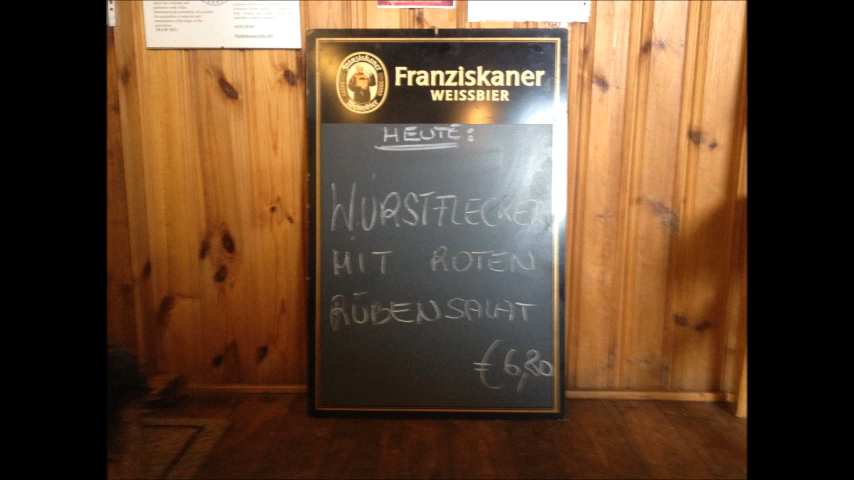 Franziskaner
WEISSBIER
HEUTE:
WURSTFLECKERL
MIT ROTEN
RÜBENSALAT
€ 6,80